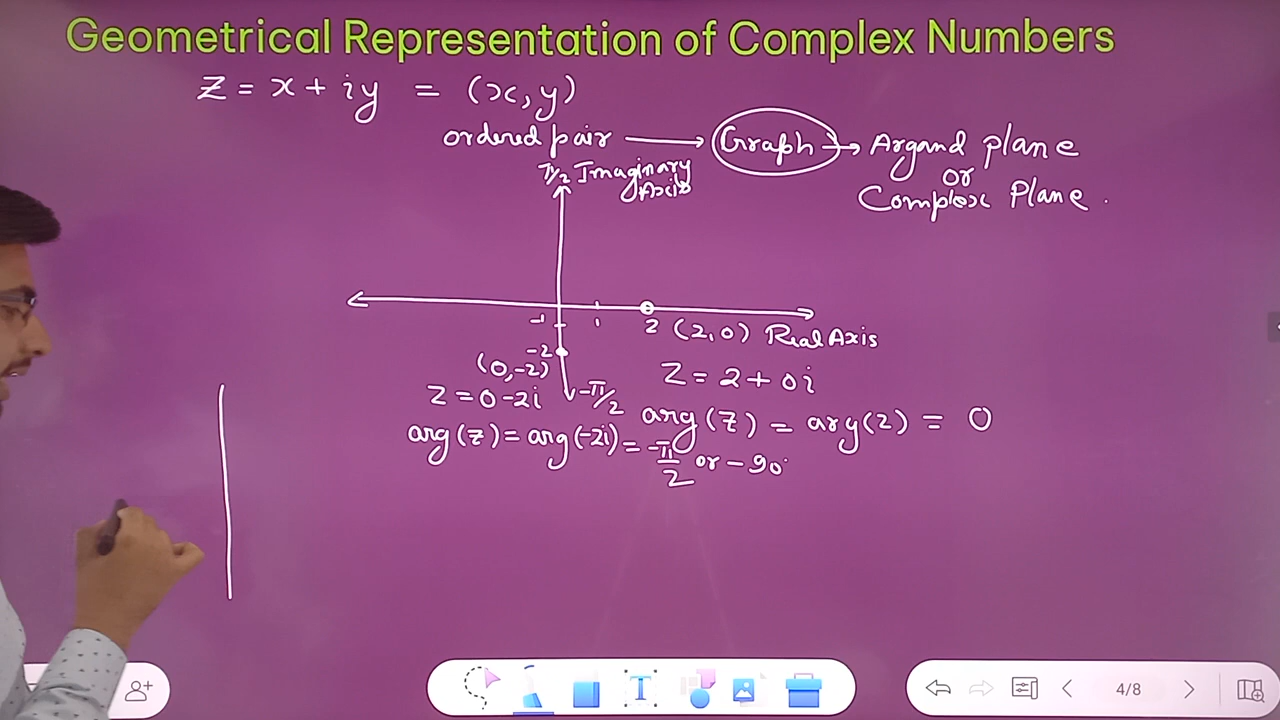 Geometrical Representation of Complex Numbers
Z = x + iy = (x, y)
ordered pair → Graph → Argand plane
or
Complex Plane.
π/2 Imaginary
Axis
-1 1 2 (2,0) Real Axis
-2
(0,-2)
Z = 2 + 0i
Z = 0 - 2i -π/2
arg(z) = arg(2) = 0
arg(z) = arg(-2i) = -π/2 or -90°
T
4/8